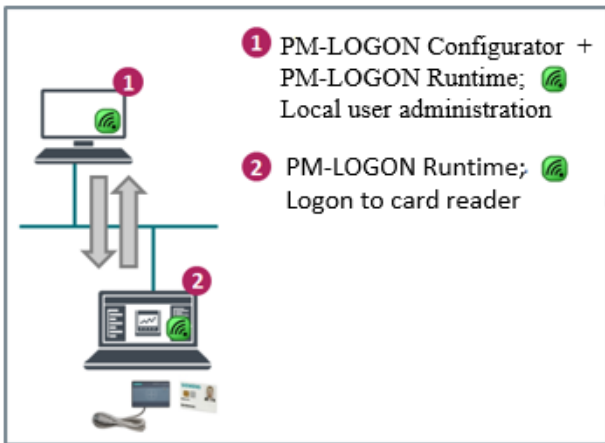 1 PM-LOGON Configurator +
PM-LOGON Runtime;
Local user administration
2 PM-LOGON Runtime;
Logon to card reader
1
2